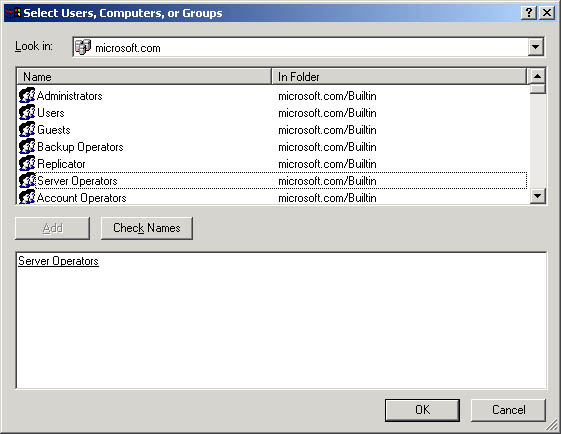 Select Users, Computers, or Groups
Look in: microsoft.com
Name In Folder
Administrators microsoft.com/Builtin
Users microsoft.com/Builtin
Guests microsoft.com/Builtin
Backup Operators microsoft.com/Builtin
Replicator microsoft.com/Builtin
Server Operators microsoft.com/Builtin
Account Operators microsoft.com/Builtin
Add Check Names
Server Operators
OK Cancel